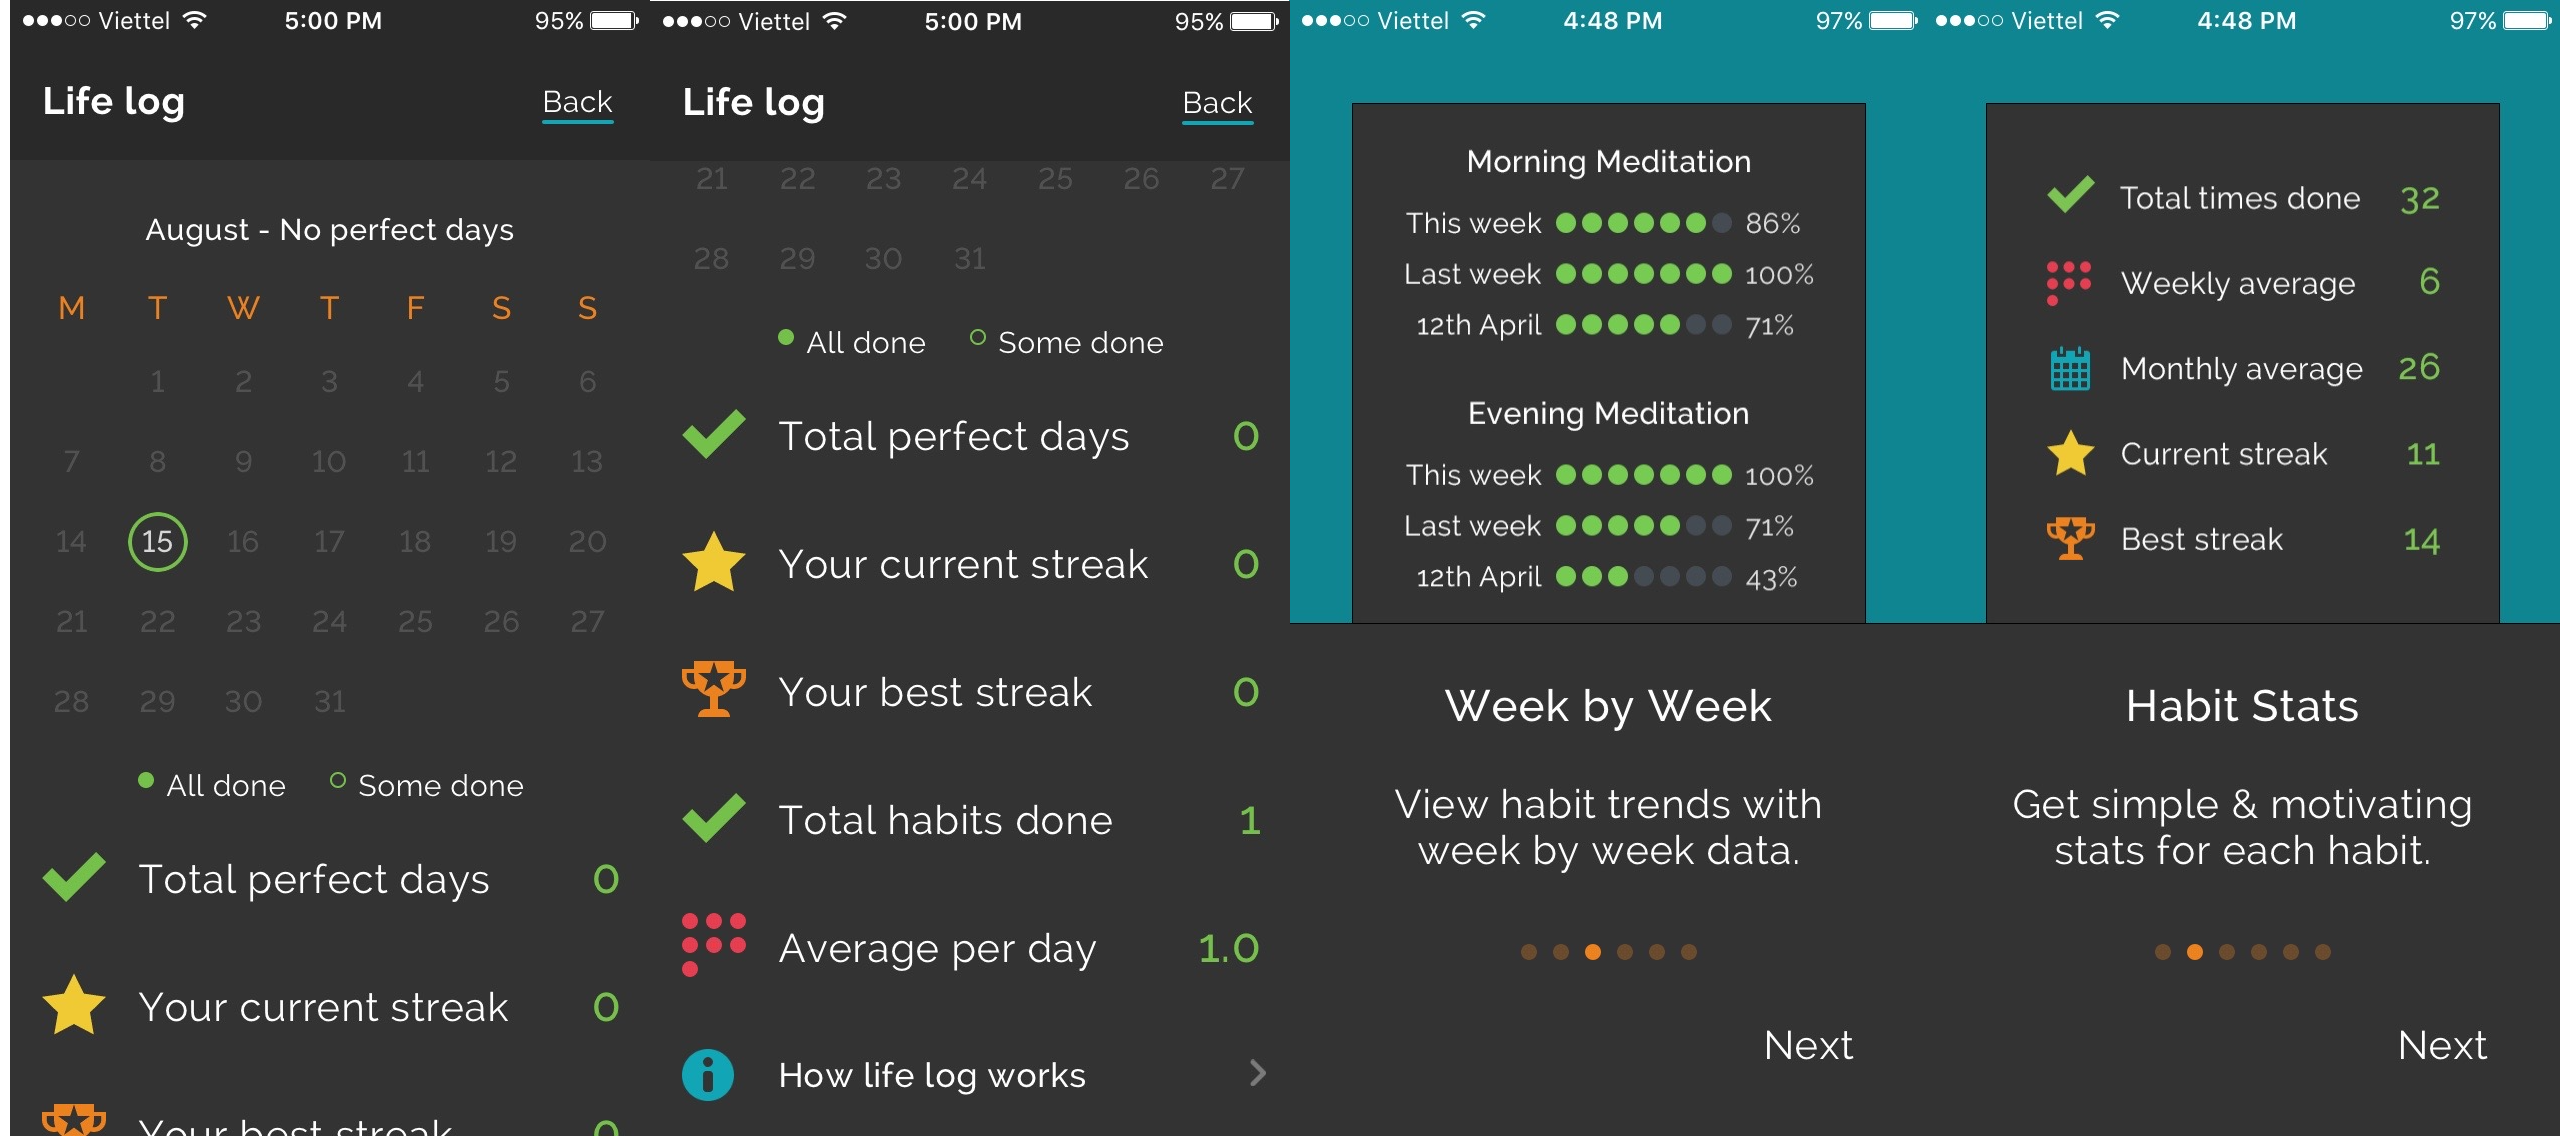 Viettel 5:00 PM 95%
Life log Back
August - No perfect days
M T W T F S S
1 2 3 4 5 6
7 8 9 10 11 12 13
14 15 16 17 18 19 20
21 22 23 24 25 26 27
28 29 30 31
All done Some done
Total perfect days 0
Your current streak 0
Your best streak 0
Viettel 5:00 PM 95%
Life log Back
21 22 23 24 25 26 27
28 29 30 31
All done Some done
Total perfect days 0
Your current streak 0
Your best streak 0
Total habits done 1
Average per day 1.0
How life log works
Viettel 4:48 PM 97%
Morning Meditation
This week 86%
Last week 100%
12th April 71%
Evening Meditation
This week 100%
Last week 71%
12th April 43%
Week by Week
View habit trends with
week by week data.
Next
Viettel 4:48 PM 97%
Total times done 32
Weekly average 6
Monthly average 26
Current streak 11
Best streak 14
Habit Stats
Get simple & motivating
stats for each habit.
Next